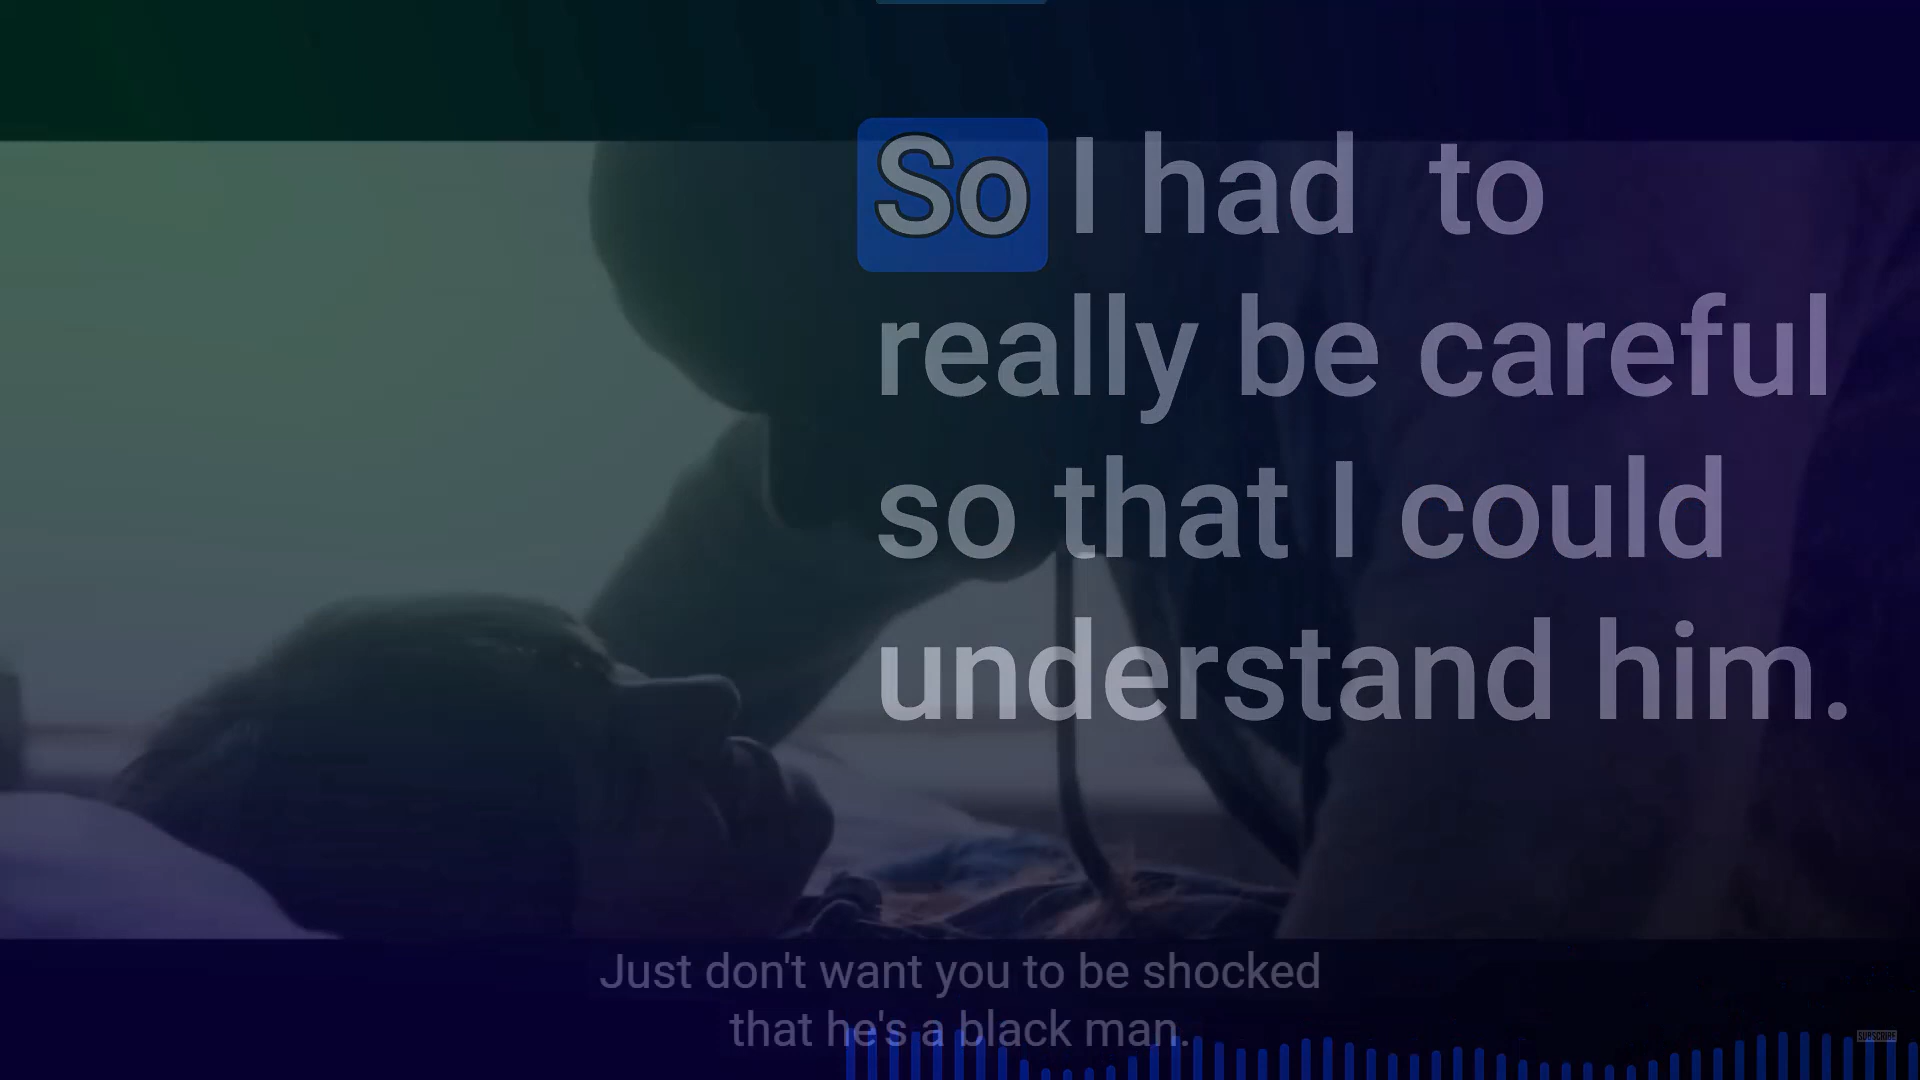 So I had to
really be careful
so that I could
understand him.
Just don't want you to be shocked
that he's a black man.
SUBSCRIBE